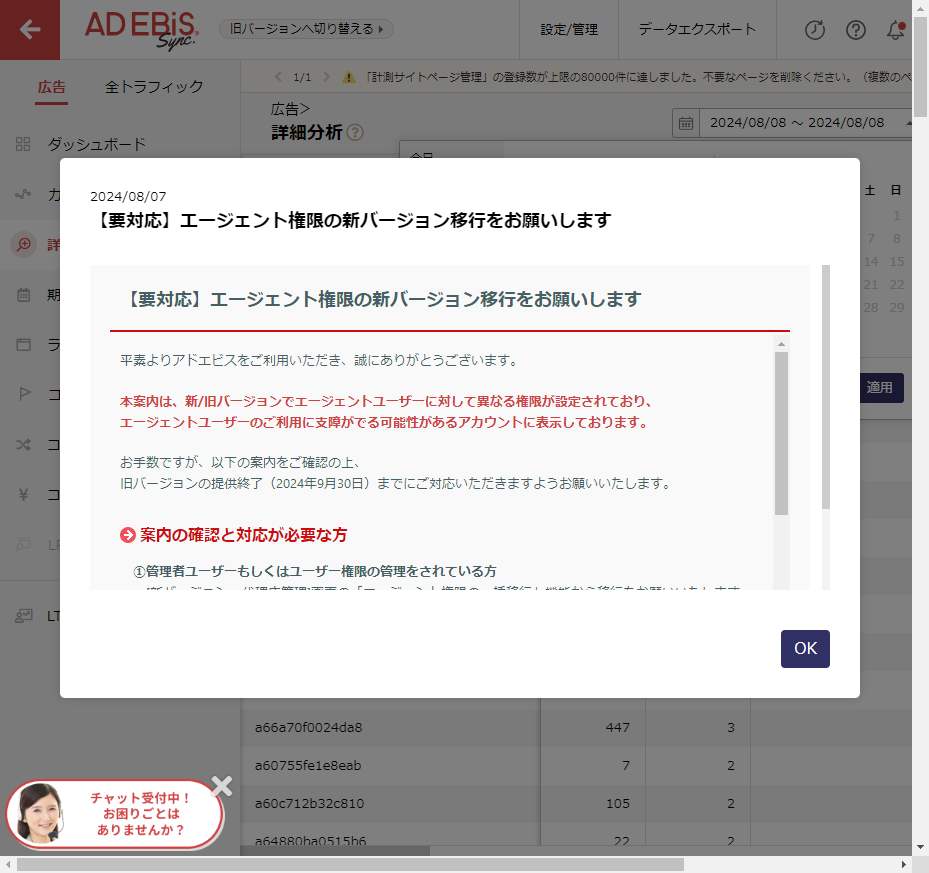 AD EBiS
Sync.
旧バージョンへ切り替える
設定/管理
データエクスポート
広告
全トラフィック
1/1
「計測サイトページ管理」の登録数が上限の80000件に達しました。不要なページを削除ください。（複数のペ
広告>
詳細分析
2024/08/08 ～ 2024/08/08
ダッシュボード
今日
カ
土 日
1
詳
7 8
14 15
期
21 22
28 29
ラ
適用
コ
コ
コ
LP
LT
2024/08/07
【要対応】エージェント権限の新バージョン移行をお願いします
【要対応】エージェント権限の新バージョン移行をお願いします
平素よりアドエビスをご利用いただき、誠にありがとうございます。
本案内は、新/旧バージョンでエージェントユーザーに対して異なる権限が設定されており、
エージェントユーザーのご利用に支障がでる可能性があるアカウントに表示しております。
お手数ですが、以下の案内をご確認の上、
旧バージョンの提供終了（2024年9月30日）までにご対応いただきますようお願いいたします。
案内の確認と対応が必要な方
①管理者ユーザーもしくはユーザー権限の管理をされている方
OK
a66a70f0024da8 447 3
a60755fe1e8eab 7 2
a60c712b32c810 105 2
a64880ba0515b6 22 2
チャット受付中！
お困りごとは
ありませんか？